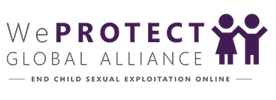 WePROTECT
GLOBAL ALLIANCE
END CHILD SEXUAL EXPLOITATION ONLINE